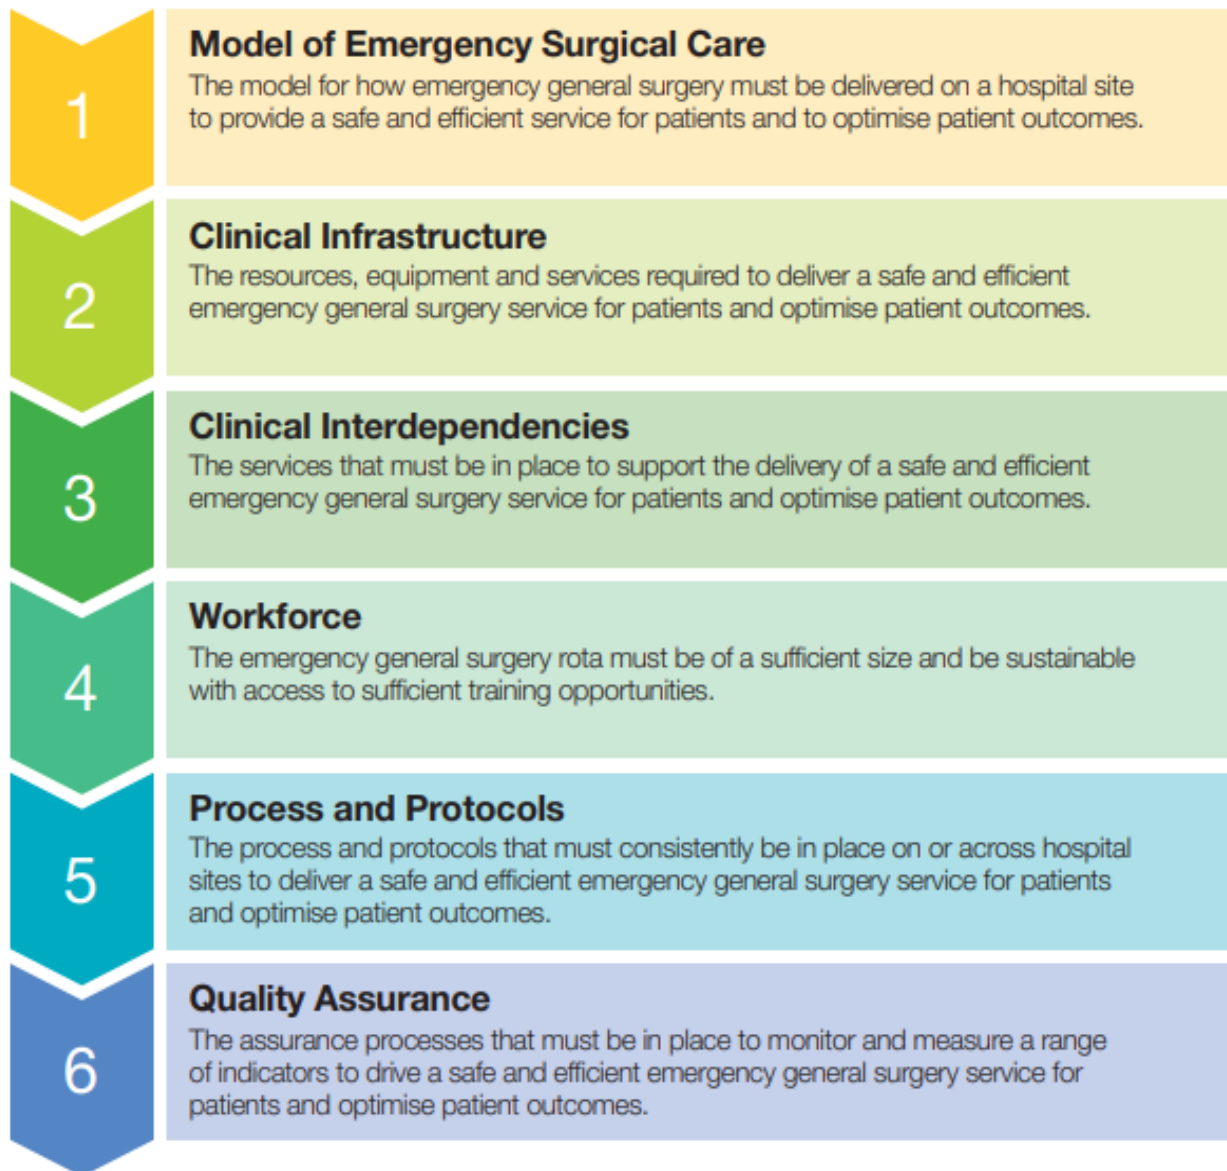 1
Model of Emergency Surgical Care
The model for how emergency general surgery must be delivered on a hospital site
to provide a safe and efficient service for patients and to optimise patient outcomes.
2
Clinical Infrastructure
The resources, equipment and services required to deliver a safe and efficient
emergency general surgery service for patients and optimise patient outcomes.
3
Clinical Interdependencies
The services that must be in place to support the delivery of a safe and efficient
emergency general surgery service for patients and optimise patient outcomes.
4
Workforce
The emergency general surgery rota must be of a sufficient size and be sustainable
with access to sufficient training opportunities.
5
Process and Protocols
The process and protocols that must consistently be in place on or across hospital
sites to deliver a safe and efficient emergency general surgery service for patients
and optimise patient outcomes.
6
Quality Assurance
The assurance processes that must be in place to monitor and measure a range
of indicators to drive a safe and efficient emergency general surgery service for
patients and optimise patient outcomes.